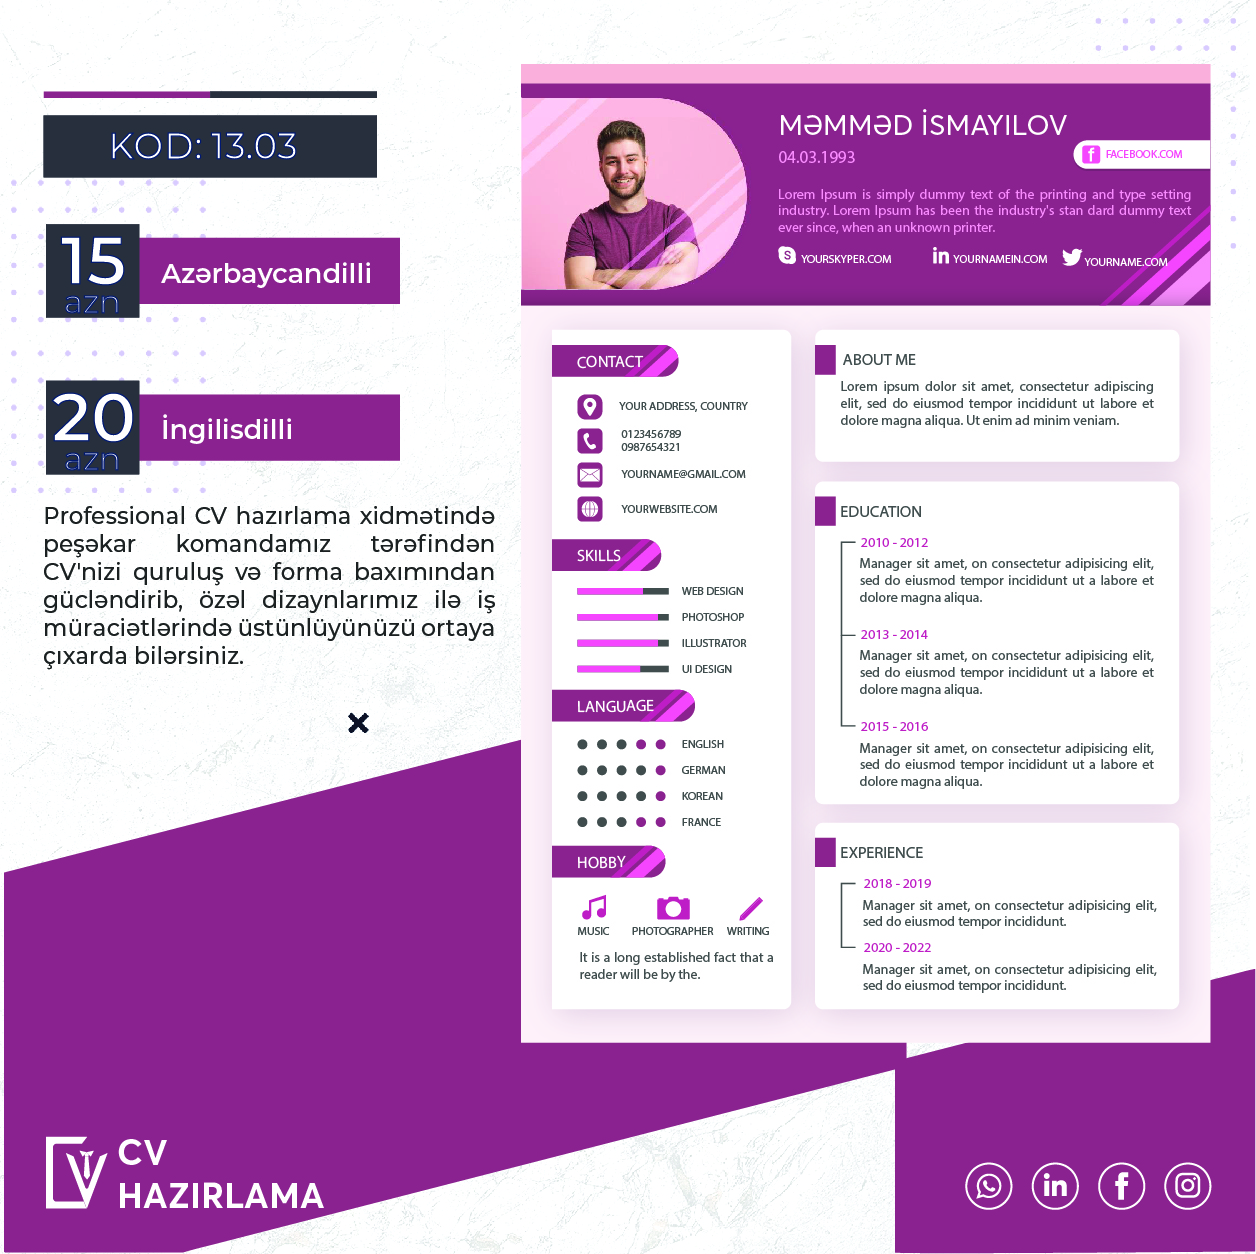 KOD: 13.03
15
azn
Azərbaycandilli
20
azn
İngilisdilli
Professional CV hazırlama xidmətində
peşəkar komandamız tərəfindən
CV'nizi quruluş və forma baxımından
gücləndirib, özəl dizaynlarımız ilə iş
müraciətlərində üstünlüyünüzü ortaya
çıxarda bilərsiniz.
MƏMMƏD İSMAYILOV
04.03.1993
f FACEBOOK.COM
Lorem Ipsum is simply dummy text of the printing and type setting
industry. Lorem Ipsum has been the industry's stan dard dummy text
ever since, when an unknown printer.
S YOURSKYPER.COM
in YOURNAMEIN.COM
YOURNAME.COM
CONTACT
YOUR ADDRESS, COUNTRY
0123456789
0987654321
YOURNAME@GMAIL.COM
YOURWEBSITE.COM
SKILLS
WEB DESIGN
PHOTOSHOP
ILLUSTRATOR
UI DESIGN
LANGUAGE
ENGLISH
GERMAN
KOREAN
FRANCE
HOBBY
MUSIC
PHOTOGRAPHER
WRITING
It is a long established fact that a
reader will be by the.
ABOUT ME
Lorem ipsum dolor sit amet, consectetur adipiscing
elit, sed do eiusmod tempor incididunt ut labore et
dolore magna aliqua. Ut enim ad minim veniam.
EDUCATION
2010 - 2012
Manager sit amet, on consectetur adipisicing elit,
sed do eiusmod tempor incididunt ut a labore et
dolore magna aliqua.
2013 - 2014
Manager sit amet, on consectetur adipisicing elit,
sed do eiusmod tempor incididunt ut a labore et
dolore magna aliqua.
2015 - 2016
Manager sit amet, on consectetur adipisicing elit,
sed do eiusmod tempor incididunt ut a labore et
dolore magna aliqua.
EXPERIENCE
2018 - 2019
Manager sit amet, on consectetur adipisicing elit,
sed do eiusmod tempor incididunt.
2020 - 2022
Manager sit amet, on consectetur adipisicing elit,
sed do eiusmod tempor incididunt.
CV
HAZIRLAMA
in f